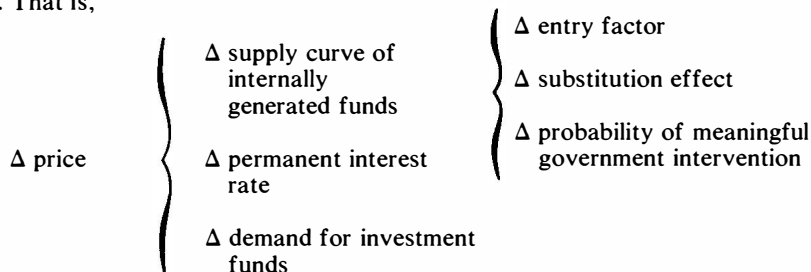 . That is,
Δ price
Δ supply curve of
internally
generated funds
Δ permanent interest
rate
Δ demand for investment
funds
Δ entry factor
Δ substitution effect
Δ probability of meaningful
government intervention